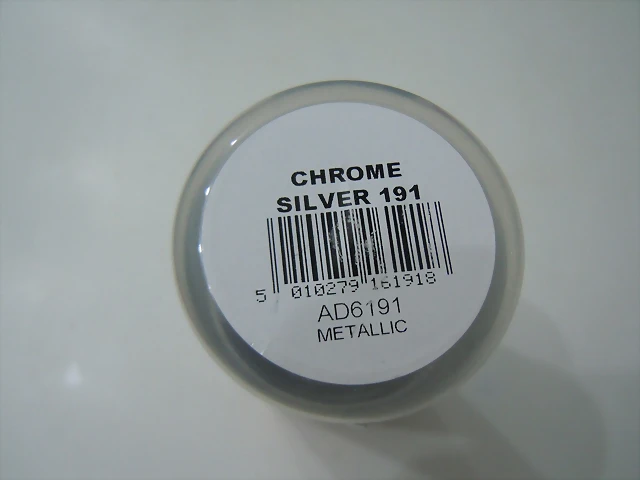 CHROME
SILVER 191
5 010279 161918
AD6191
METALLIC